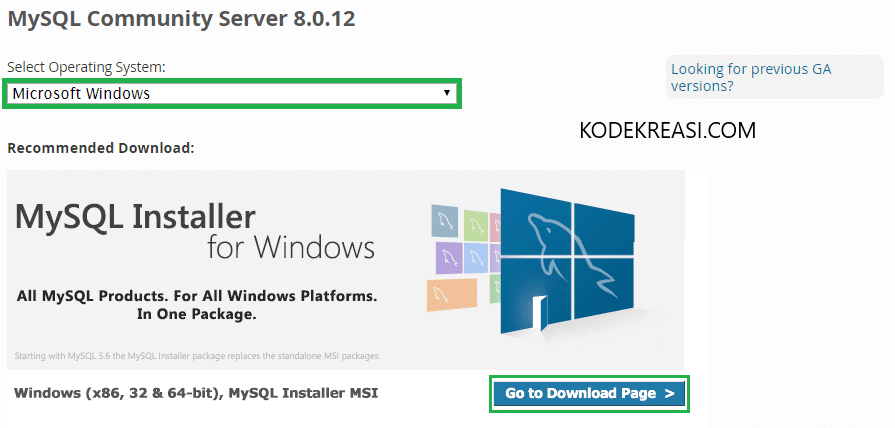 MySQL Community Server 8.0.12
Select Operating System:
Microsoft Windows
Looking for previous GA
versions?
KODEKREASI.COM
Recommended Download:
MySQL Installer
for Windows
All MySQL Products. For All Windows Platforms.
In One Package.
Starting with MySQL 5.6 the MySQL Installer package replaces the standalone MSI packages.
Windows (x86, 32 & 64-bit), MySQL Installer MSI
Go to Download Page >